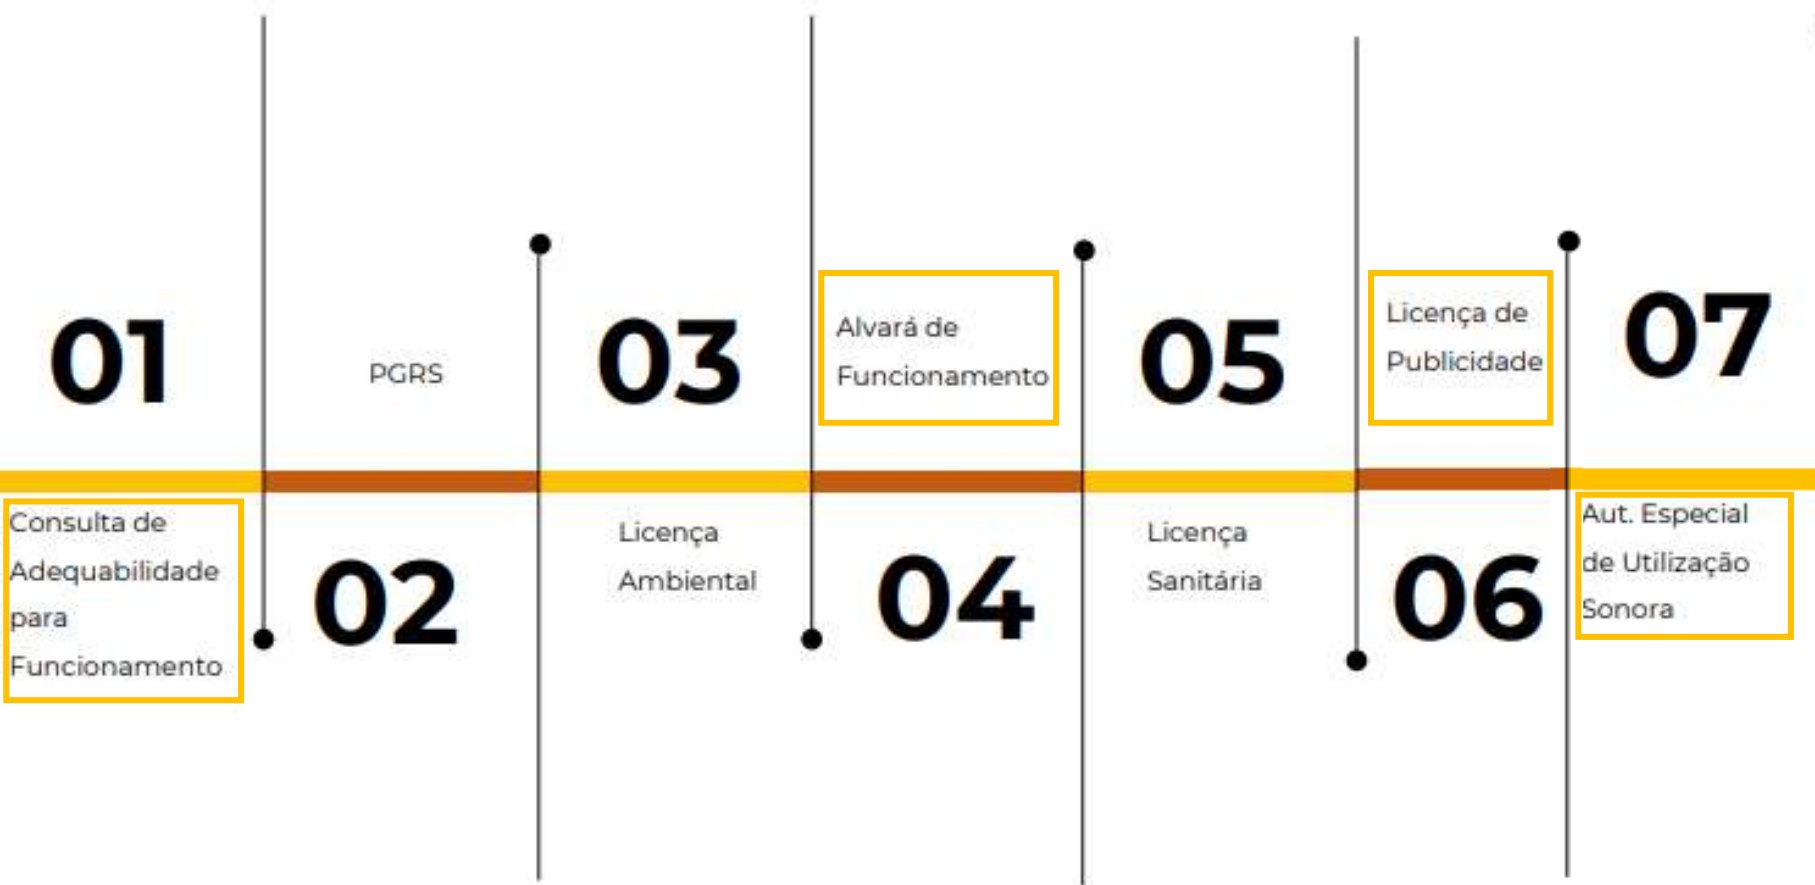 01
Consulta de
Adequabilidade
para
Funcionamento
PGRS
02
03
Licença
Ambiental
Alvará de
Funcionamento
04
05
Licença
Sanitária
Licença de
Publicidade
06
07
Aut. Especial
de Utilização
Sonora